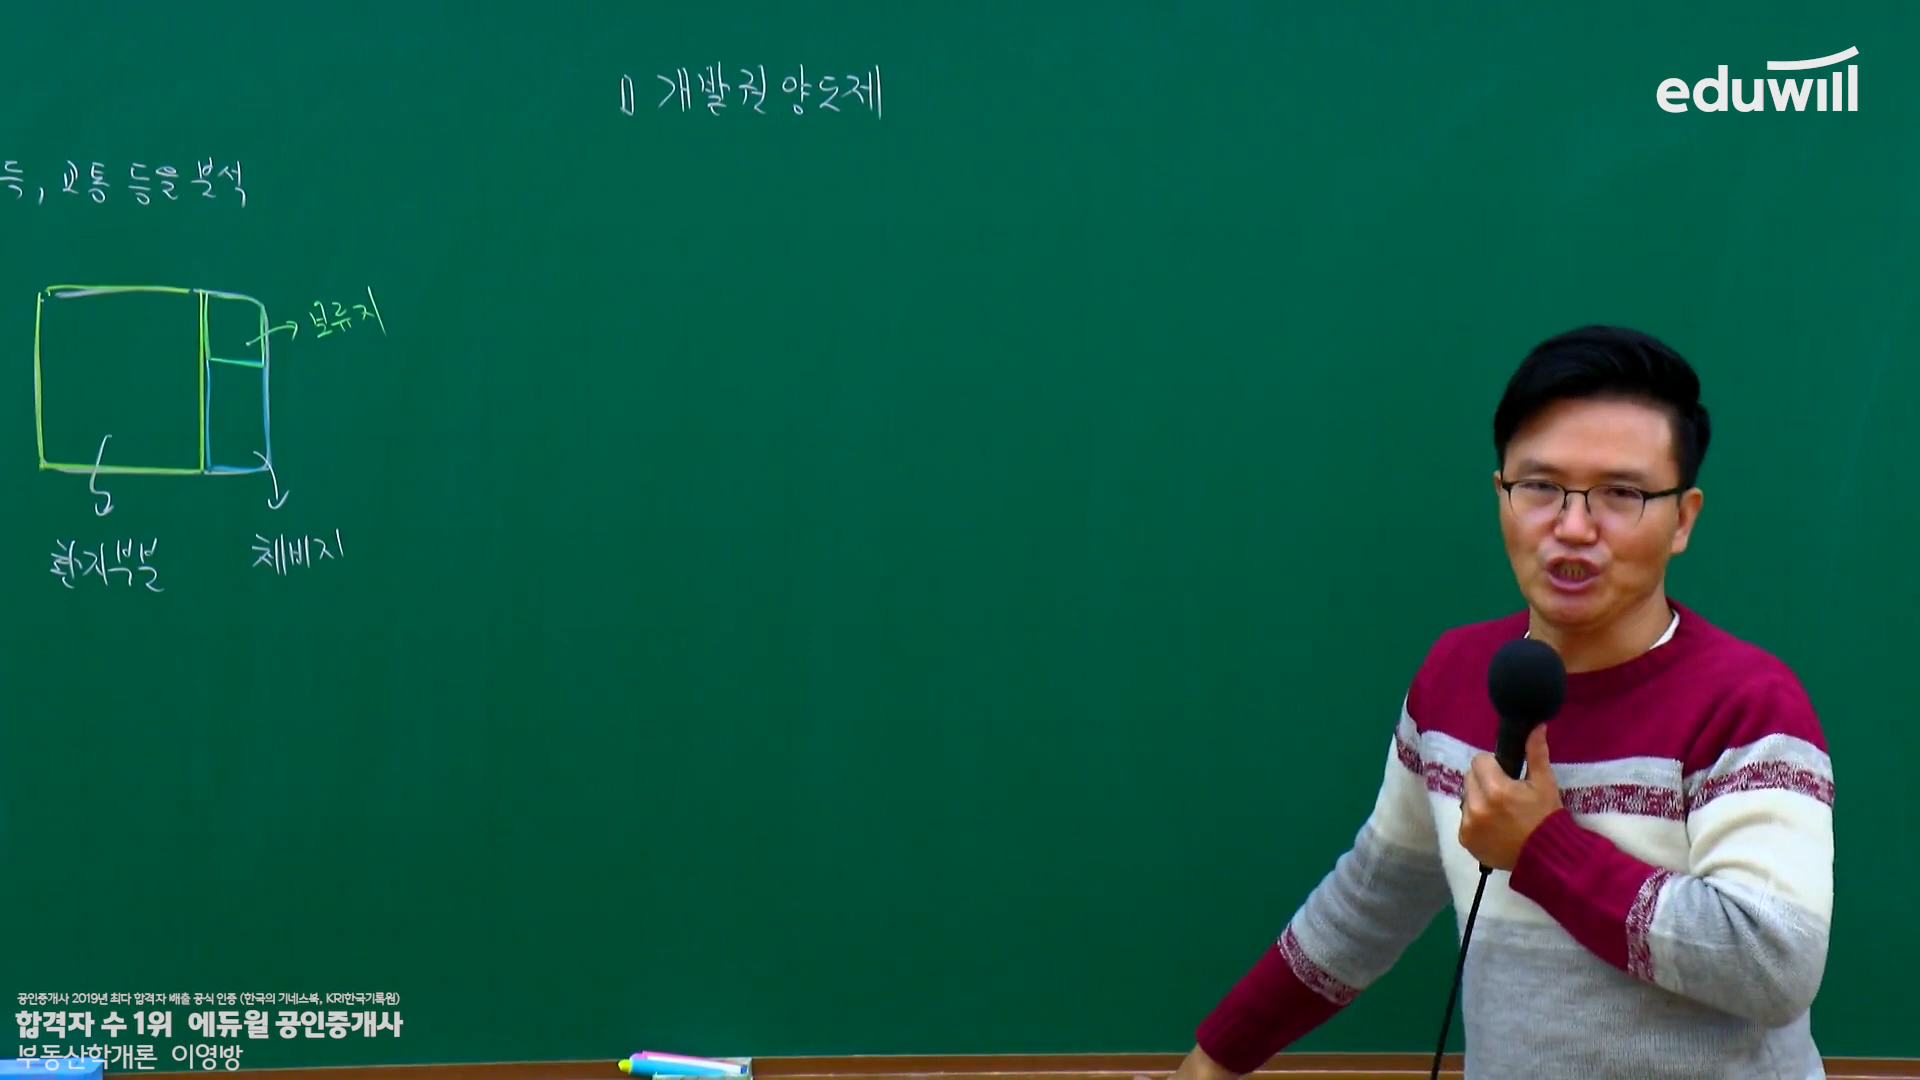 eduwill
▯ 개발권양도제
득, 교통 등을 분석
보류지
환지부분
체비지
공인중개사 2019년 최다 합격자 배출 공식 인증 (한국의 기네스북, KRI한국기록원)
합격자 수 1위 에듀윌 공인중개사
부동산학개론 이영방